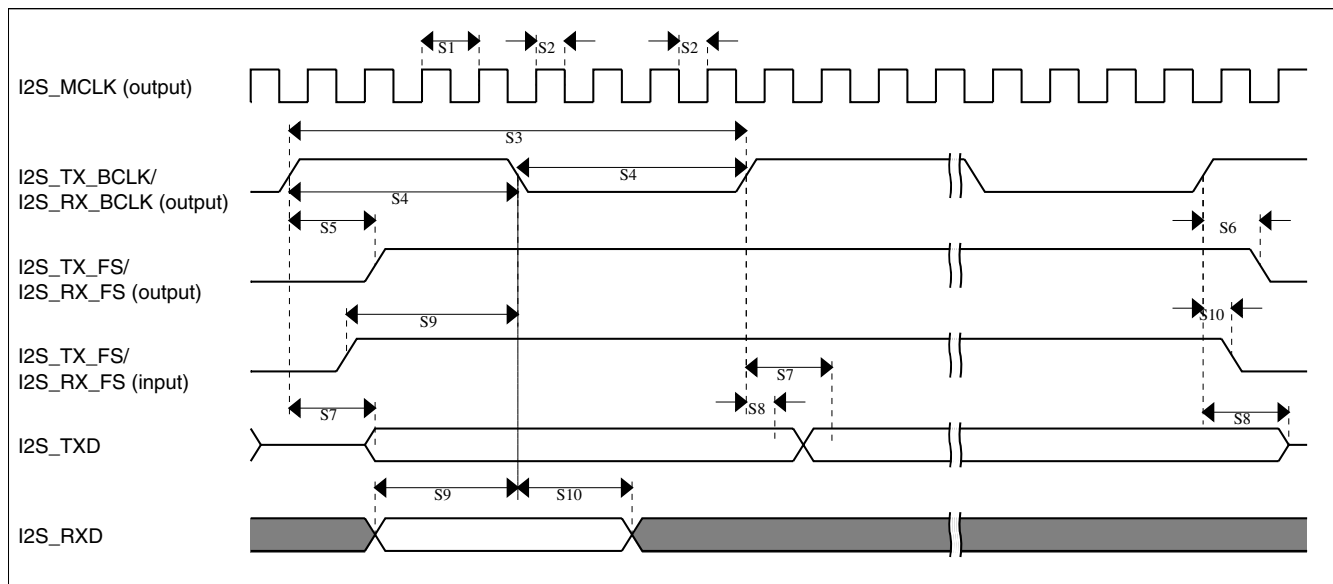 S1 S2 S2
I2S_MCLK (output)
S3
I2S_TX_BCLK/
I2S_RX_BCLK (output)
S4
S4
S5 S6
I2S_TX_FS/
I2S_RX_FS (output)
S9 S10
I2S_TX_FS/
I2S_RX_FS (input)
S7
S7 S8 S8
I2S_TXD
S9 S10
I2S_RXD